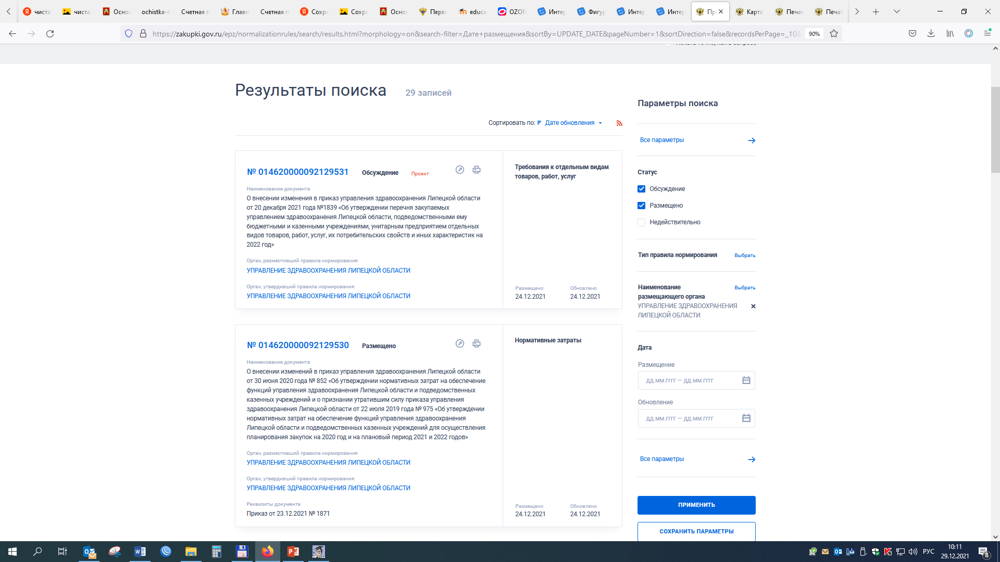 чиста
чиста
Осно
ochistka-r
Счетная п
Главн
Счетная п
Сохра
Сохра
Осно
Перви
educa
OZON
Интер
Фигур
Интер
Интер
Пр
Карто
Печат
Печат
https://zakupki.gov.ru/epz/normalizationrules/search/results.html?morphology=on&search-filter=Дате+размещения&sortBy=UPDATE_DATE&pageNumber=1&sortDirection=false&recordsPerPage=_10&
90%
Результаты поиска 29 записей
Сортировать по: Дате обновления
№ 014620000092129531 Обсуждение Проект
Наименование документа
О внесении изменения в приказ управления здравоохранения Липецкой области
от 20 декабря 2021 года №1839 «Об утверждении перечня закупаемых
управлением здравоохранения Липецкой области, подведомственными ему
бюджетными и казенными учреждениями, унитарным предприятием отдельных
видов товаров, работ, услуг, их потребительских свойств и иных характеристик на
2022 год»
Орган, разместивший правила нормирования
УПРАВЛЕНИЕ ЗДРАВООХРАНЕНИЯ ЛИПЕЦКОЙ ОБЛАСТИ
Орган, утвердивший правила нормирования
УПРАВЛЕНИЕ ЗДРАВООХРАНЕНИЯ ЛИПЕЦКОЙ ОБЛАСТИ
Требования к отдельным видам
товаров, работ, услуг
Размещено Обновлено
24.12.2021 24.12.2021
№ 014620000092129530 Размещено
Наименование документа
О внесении изменений в приказ управления здравоохранения Липецкой области
от 30 июня 2020 года № 852 «Об утверждении нормативных затрат на обеспечение
функций управления здравоохранения Липецкой области и подведомственных
казенных учреждений и о признании утратившим силу приказа управления
здравоохранения Липецкой области от 22 июля 2019 года № 975 «Об утверждении
нормативных затрат на обеспечение функций управления здравоохранения
Липецкой области и подведомственных казенных учреждений для осуществления
планирования закупок на 2020 год и на плановый период 2021 и 2022 годов»
Орган, разместивший правила нормирования
УПРАВЛЕНИЕ ЗДРАВООХРАНЕНИЯ ЛИПЕЦКОЙ ОБЛАСТИ
Орган, утвердивший правила нормирования
УПРАВЛЕНИЕ ЗДРАВООХРАНЕНИЯ ЛИПЕЦКОЙ ОБЛАСТИ
Реквизиты документа
Приказ от 23.12.2021 № 1871
Нормативные затраты
Размещено Обновлено
24.12.2021 24.12.2021
Параметры поиска
Все параметры
Статус
Обсуждение
Размещено
Недействительно
Тип правила нормирования Выбрать
Наименование Выбрать
размещающего органа
УПРАВЛЕНИЕ ЗДРАВООХРАНЕНИЯ
ЛИПЕЦКОЙ ОБЛАСТИ
Дата
Размещение
дд.мм.гггг – дд.мм.гггг
Обновление
дд.мм.гггг – дд.мм.гггг
Все параметры
ПРИМЕНИТЬ
СОХРАНИТЬ ПАРАМЕТРЫ
РУС
10:11
29.12.2021
8